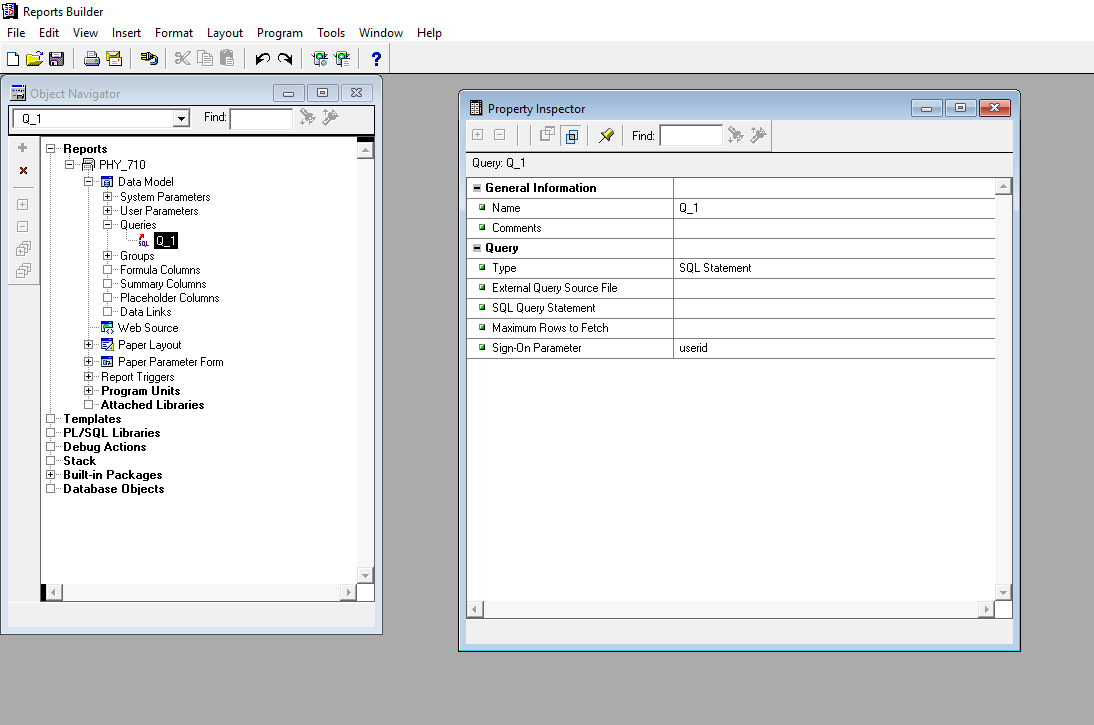 Reports Builder
File Edit View Insert Format Layout Program Tools Window Help
Object Navigator
Q_1 Find:
Reports
PHY_710
Data Model
System Parameters
User Parameters
Queries
SQL Q_1
Groups
Formula Columns
Summary Columns
Placeholder Columns
Data Links
Web Source
Paper Layout
Paper Parameter Form
Report Triggers
Program Units
Attached Libraries
Templates
PL/SQL Libraries
Debug Actions
Stack
Built-in Packages
Database Objects
Property Inspector
Find:
Query: Q_1
General Information
Name Q_1
Comments
Query
Type SQL Statement
External Query Source File
SQL Query Statement
Maximum Rows to Fetch
Sign-On Parameter userid